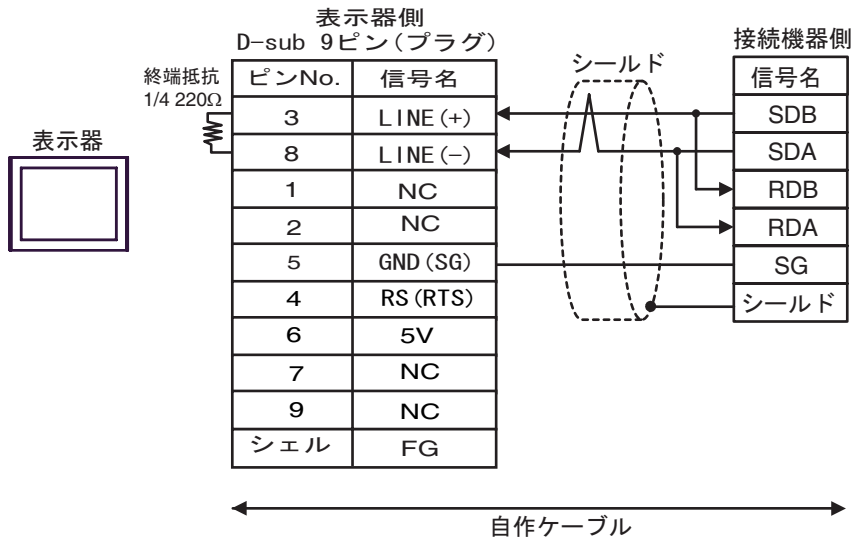 表示器側
D-sub 9ピン(プラグ)
接続機器側
シールド
終端抵抗
1/4 220Ω
表示器
ピンNo. 信号名
3 LINE(+)
8 LINE(−)
1 NC
2 NC
5 GND(SG)
4 RS(RTS)
6 5V
7 NC
9 NC
シェル FG
信号名
SDB
SDA
RDB
RDA
SG
シールド
自作ケーブル